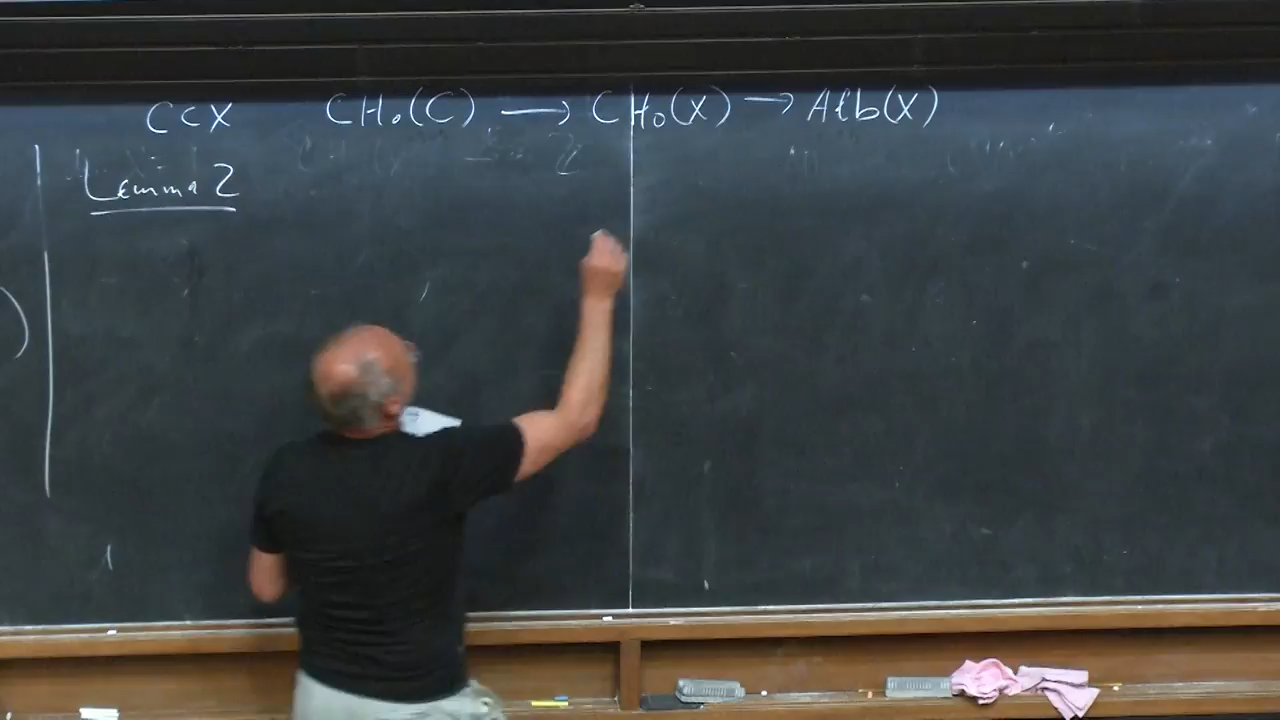 C ⊂ X   CH₀(C) ⟶ CH₀(X) → Alb(X)
Lemma 2
)